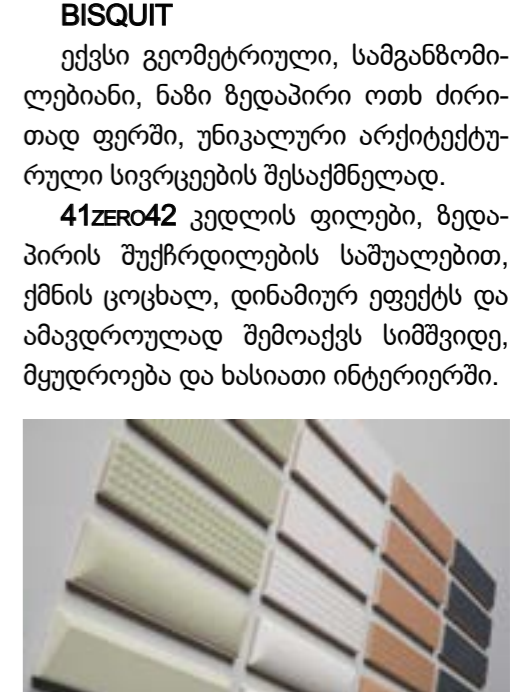 BISQUIT
ექვსი გეომეტრიული, სამგანზომი-
ლებიანი, ნაზი ზედაპირი ოთხ ძირი-
თად ფერში, უნიკალური არქიტექტუ-
რული სივრცეების შესაქმნელად.
41ZERO42 კედლის ფილები, ზედა-
პირის შუქჩრდილების საშუალებით,
ქმნის ცოცხალ, დინამიურ ეფექტს და
ამავდროულად შემოაქვს სიმშვიდე,
მყუდროება და ხასიათი ინტერიერში.